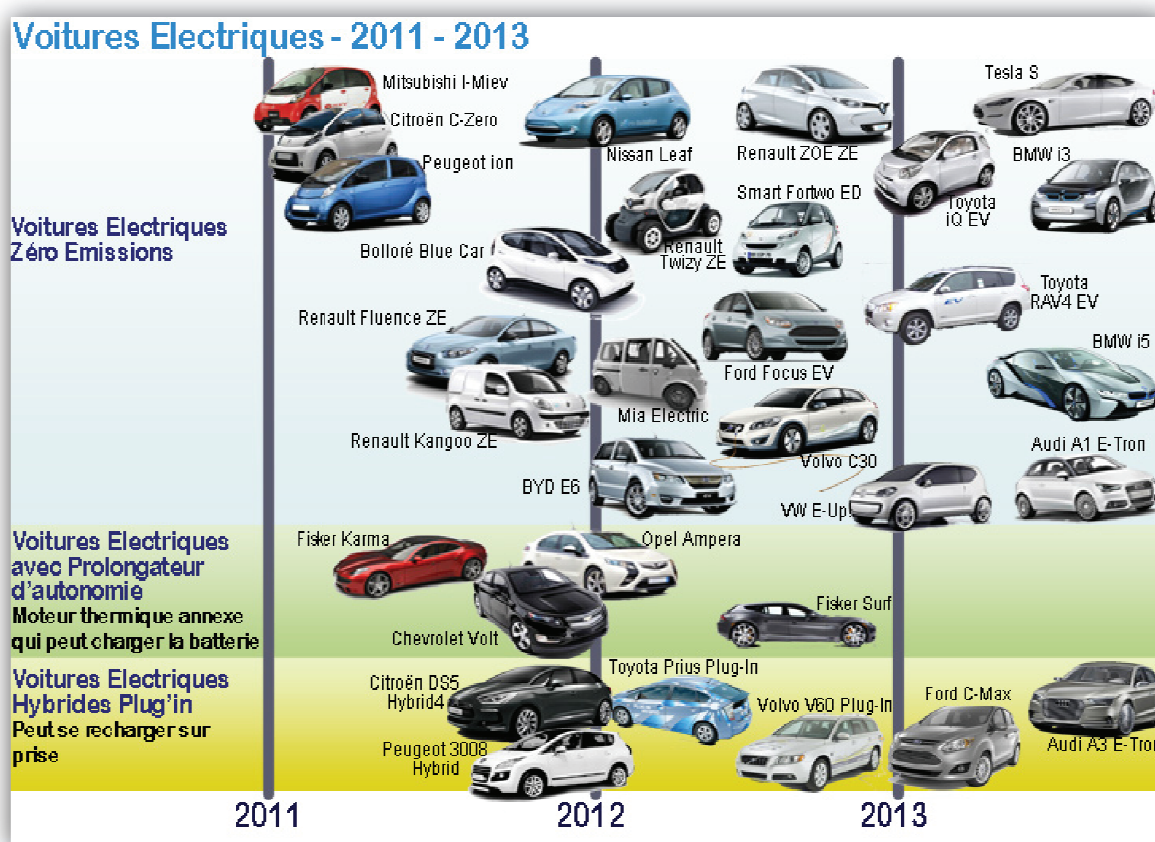 Voitures Electriques - 2011 - 2013
Mitsubishi I-Miev
Citroën C-Zero
Peugeot ion
Nissan Leaf
Renault ZOE ZE
Tesla S
BMW i3
Toyota
iQ EV
Smart Fortwo ED
Renault
Twizy ZE
Voitures Electriques
Zéro Emissions
Bolloré Blue Car
Toyota
RAV4 EV
Renault Fluence ZE
Ford Focus EV
BMW i5
Mia Electric
Renault Kangoo ZE
Volvo C30
Audi A1 E-Tron
BYD E6
VW E-Up!
Voitures Electriques
avec Prolongateur
d'autonomie
Moteur thermique annexe
qui peut charger la batterie
Fisker Karma
Opel Ampera
Chevrolet Volt
Fisker Surf
Voitures Electriques
Hybrides Plug'in
Peut se recharger sur
prise
Citroën DS5
Hybrid4
Toyota Prius Plug-In
Volvo V60 Plug-In
Ford C-Max
Peugeot 3008
Hybrid
Audi A3 E-Tron
2011
2012
2013